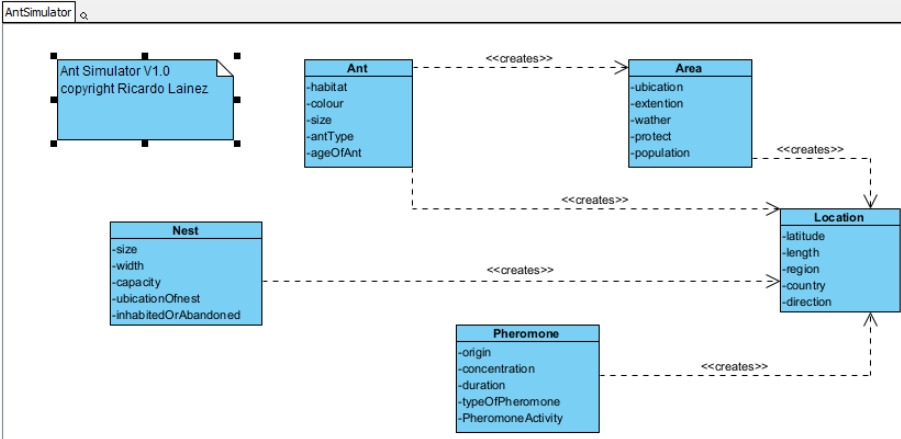 AntSimulator
Ant Simulator V1.0
copyright Ricardo Lainez
Ant
-habitat
-colour
-size
-antType
-ageOfAnt
<<creates>>
Area
-ubication
-extention
-wather
-protect
-population
<<creates>>
<<creates>>
Location
-latitude
-length
-region
-country
-direction
Nest
-size
-width
-capacity
-ubicationOfnest
-inhabitedOrAbandoned
<<creates>>
Pheromone
-origin
-concentration
-duration
-typeOfPheromone
-PheromoneActivity
<<creates>>